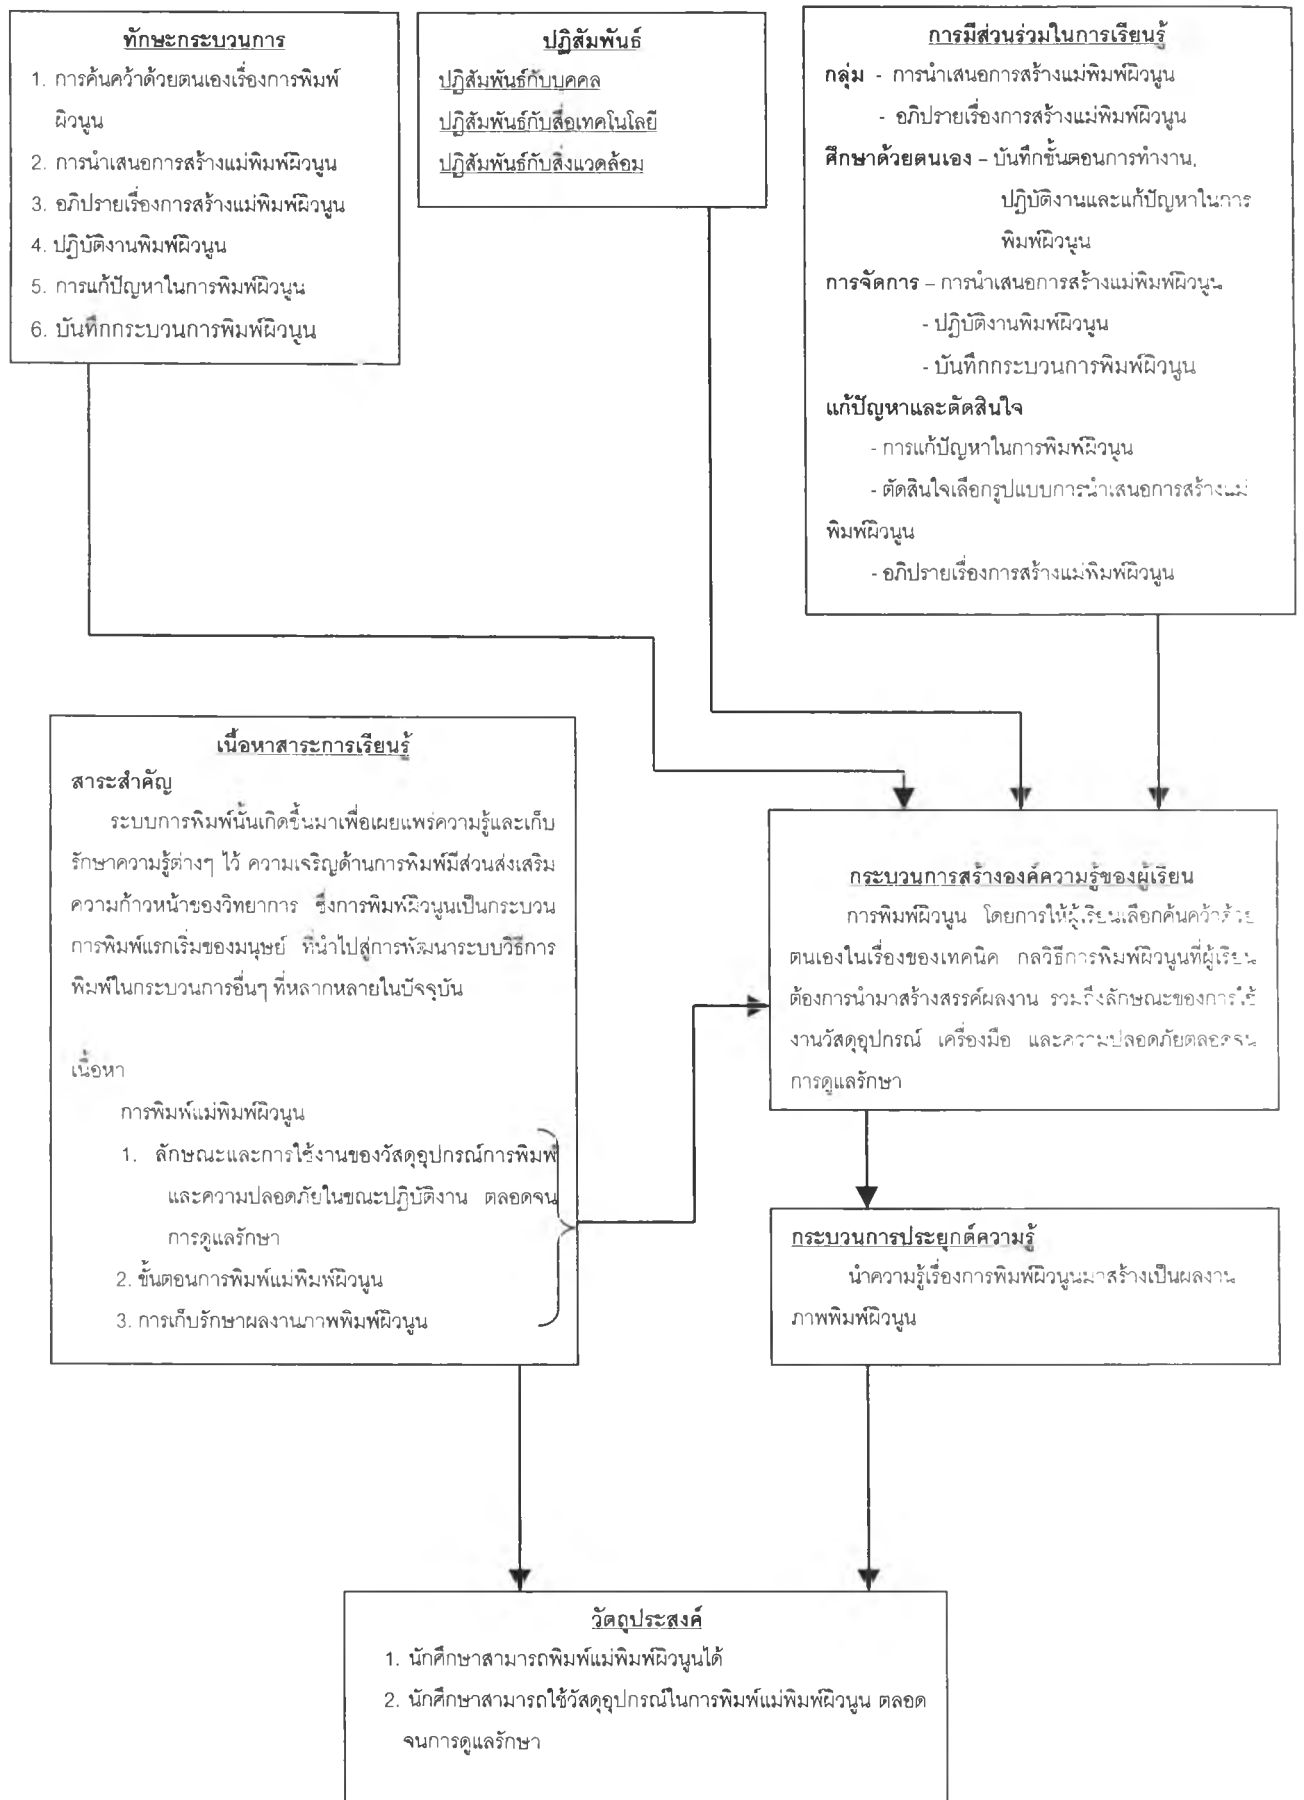 ทักษะกระบวนการ
1. การค้นคว้าด้วยตนเองเรื่องการพิมพ์
ผิวนูน
2. การนำเสนอการสร้างแม่พิมพ์ผิวนูน
3. อภิปรายเรื่องการสร้างแม่พิมพ์ผิวนูน
4. ปฏิบัติงานพิมพ์ผิวนูน
5. การแก้ปัญหาในการพิมพ์ผิวนูน
6. บันทึกกระบวนการพิมพ์ผิวนูน
ปฏิสัมพันธ์
ปฏิสัมพันธ์กับบุคคล
ปฏิสัมพันธ์กับสื่อเทคโนโลยี
ปฏิสัมพันธ์กับสิ่งแวดล้อม
การมีส่วนร่วมในการเรียนรู้
กลุ่ม - การนำเสนอการสร้างแม่พิมพ์ผิวนูน
- อภิปรายเรื่องการสร้างแม่พิมพ์ผิวนูน
ศึกษาด้วยตนเอง – บันทึกขั้นตอนการทำงาน,
ปฏิบัติงานและแก้ปัญหาในการ
พิมพ์ผิวนูน
การจัดการ – การนำเสนอการสร้างแม่พิมพ์ผิวนูน
- ปฏิบัติงานพิมพ์ผิวนูน
- บันทึกกระบวนการพิมพ์ผิวนูน
แก้ปัญหาและตัดสินใจ
- การแก้ปัญหาในการพิมพ์ผิวนูน
- ตัดสินใจเลือกรูปแบบการนำเสนอการสร้างแม่
พิมพ์ผิวนูน
- อภิปรายเรื่องการสร้างแม่พิมพ์ผิวนูน
เนื้อหาสาระการเรียนรู้
สาระสำคัญ
ระบบการพิมพ์นั้นเกิดขึ้นมาเพื่อเผยแพร่ความรู้และเก็บ
รักษาความรู้ต่างๆ ไว้ ความเจริญด้านการพิมพ์มีส่วนส่งเสริม
ความก้าวหน้าของวิทยาการ ซึ่งการพิมพ์ผิวนูนเป็นกระบวน
การพิมพ์แรกเริ่มของมนุษย์ ที่นำไปสู่การพัฒนาระบบวิธีการ
พิมพ์ในกระบวนการอื่นๆ ที่หลากหลายในปัจจุบัน
เนื้อหา
การพิมพ์แม่พิมพ์ผิวนูน
1. ลักษณะและการใช้งานของวัสดุอุปกรณ์การพิมพ์
และความปลอดภัยในขณะปฏิบัติงาน ตลอดจน
การดูแลรักษา
2. ขั้นตอนการพิมพ์แม่พิมพ์ผิวนูน
3. การเก็บรักษาผลงานภาพพิมพ์ผิวนูน
กระบวนการสร้างองค์ความรู้ของผู้เรียน
การพิมพ์ผิวนูน โดยการให้ผู้เรียนเลือกค้นคว้าด้วย
ตนเองในเรื่องของเทคนิค กลวิธีการพิมพ์ผิวนูนที่ผู้เรียน
ต้องการนำมาสร้างสรรค์ผลงาน รวมถึงลักษณะของการใช้
งานวัสดุอุปกรณ์ เครื่องมือ และความปลอดภัยตลอดจน
การดูแลรักษา
กระบวนการประยุกต์ความรู้
นำความรู้เรื่องการพิมพ์ผิวนูนมาสร้างเป็นผลงาน
ภาพพิมพ์ผิวนูน
วัตถุประสงค์
1. นักศึกษาสามารถพิมพ์แม่พิมพ์ผิวนูนได้
2. นักศึกษาสามารถใช้วัสดุอุปกรณ์ในการพิมพ์แม่พิมพ์ผิวนูน ตลอด
จนการดูแลรักษา